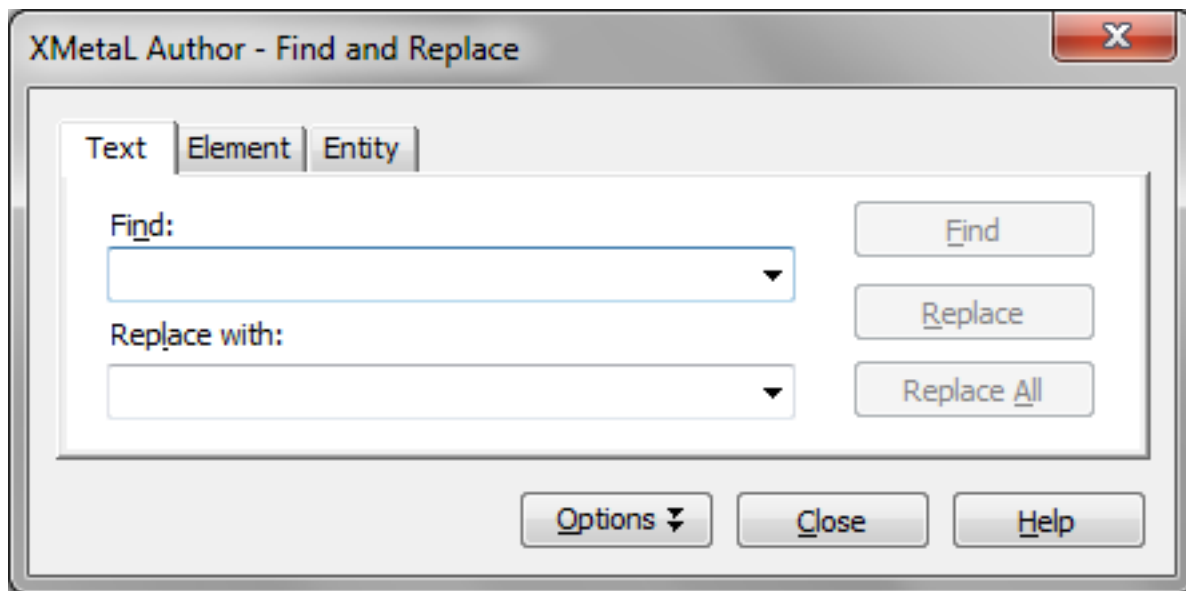 XMetaL Author - Find and Replace
Text Element Entity
Find:
Find
Replace
Replace with:
Replace All
Options Close Help